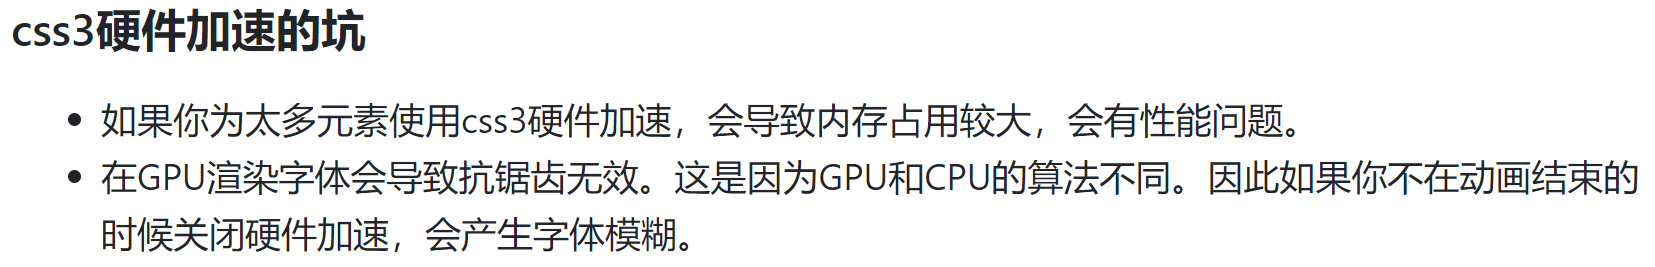 css3硬件加速的坑
如果你为太多元素使用css3硬件加速，会导致内存占用较大，会有性能问题。
在GPU渲染字体会导致抗锯齿无效。这是因为GPU和CPU的算法不同。因此如果你不在动画结束的
时候关闭硬件加速，会产生字体模糊。